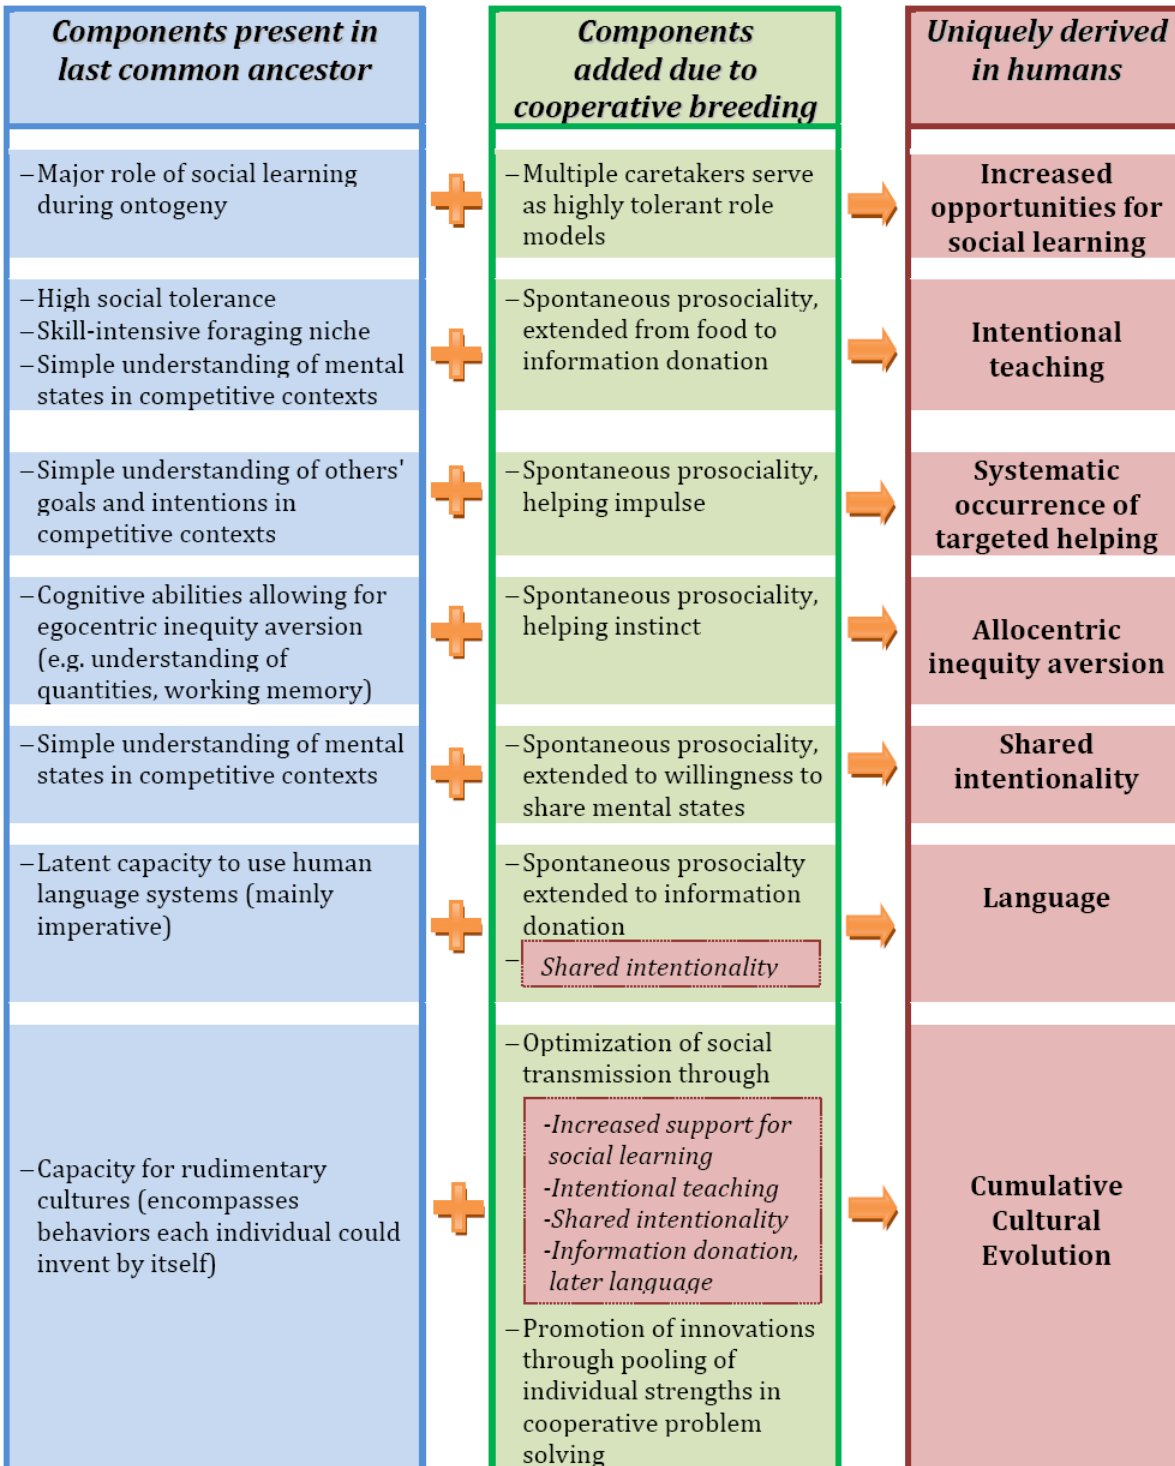 Components present in
last common ancestor
Components
added due to
cooperative breeding
Uniquely derived
in humans
–Major role of social learning
during ontogeny
–Multiple caretakers serve
as highly tolerant role
models
Increased
opportunities for
social learning
–High social tolerance
–Skill-intensive foraging niche
–Simple understanding of mental
states in competitive contexts
–Spontaneous prosociality,
extended from food to
information donation
Intentional
teaching
–Simple understanding of others'
goals and intentions in
competitive contexts
–Spontaneous prosociality,
helping impulse
Systematic
occurrence of
targeted helping
–Cognitive abilities allowing for
egocentric inequity aversion
(e.g. understanding of
quantities, working memory)
–Spontaneous prosociality,
helping instinct
Allocentric
inequity aversion
–Simple understanding of mental
states in competitive contexts
–Spontaneous prosociality,
extended to willingness to
share mental states
Shared
intentionality
–Latent capacity to use human
language systems (mainly
imperative)
–Spontaneous prosocialty
extended to information
donation
– Shared intentionality
Language
–Capacity for rudimentary
cultures (encompasses
behaviors each individual could
invent by itself)
–Optimization of social
transmission through
-Increased support for
social learning
-Intentional teaching
-Shared intentionality
-Information donation,
later language
–Promotion of innovations
through pooling of
individual strengths in
cooperative problem
solving
Cumulative
Cultural
Evolution